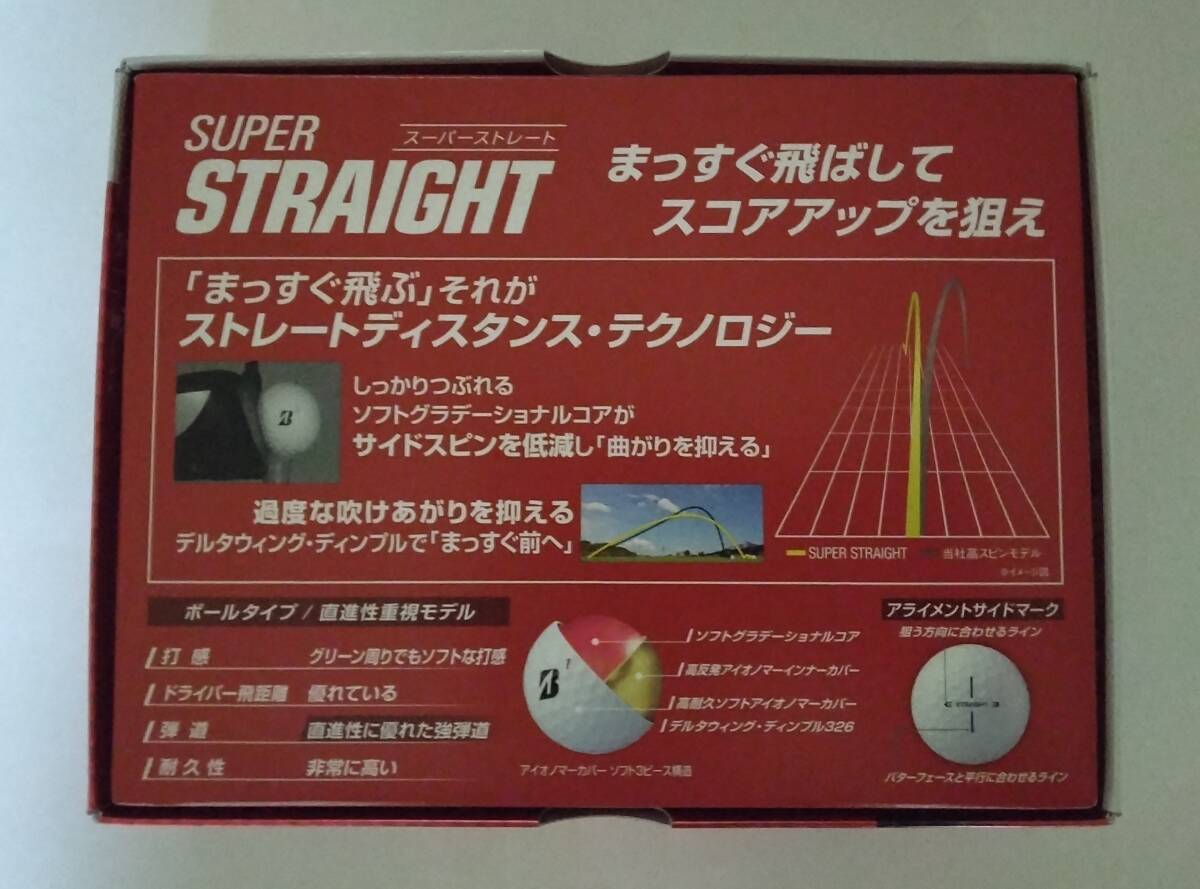 SUPER
スーパーストレート
STRAIGHT
まっすぐ飛ばして
スコアアップを狙え
「まっすぐ飛ぶ」それが
ストレートディスタンス・テクノロジー
しっかりつぶれる
ソフトグラデーショナルコアが
サイドスピンを低減し「曲がりを抑える」
過度な吹けあがりを抑える
デルタウィング・ディンプルで「まっすぐ前へ」
SUPER STRAIGHT
当社高スピンモデル
※イメージ図
ボールタイプ / 直進性重視モデル
打感 グリーン周りでもソフトな打感
ドライバー飛距離 優れている
弾道 直進性に優れた強弾道
耐久性 非常に高い
B
1
B
ソフトグラデーショナルコア
高反発アイオノマーインナーカバー
高耐久ソフトアイオノマーカバー
デルタウィング・ディンプル326
アイオノマーカバー ソフト3ピース構造
アライメントサイドマーク
狙う方向に合わせるライン
STRAIGHT
パターフェースと平行に合わせるライン